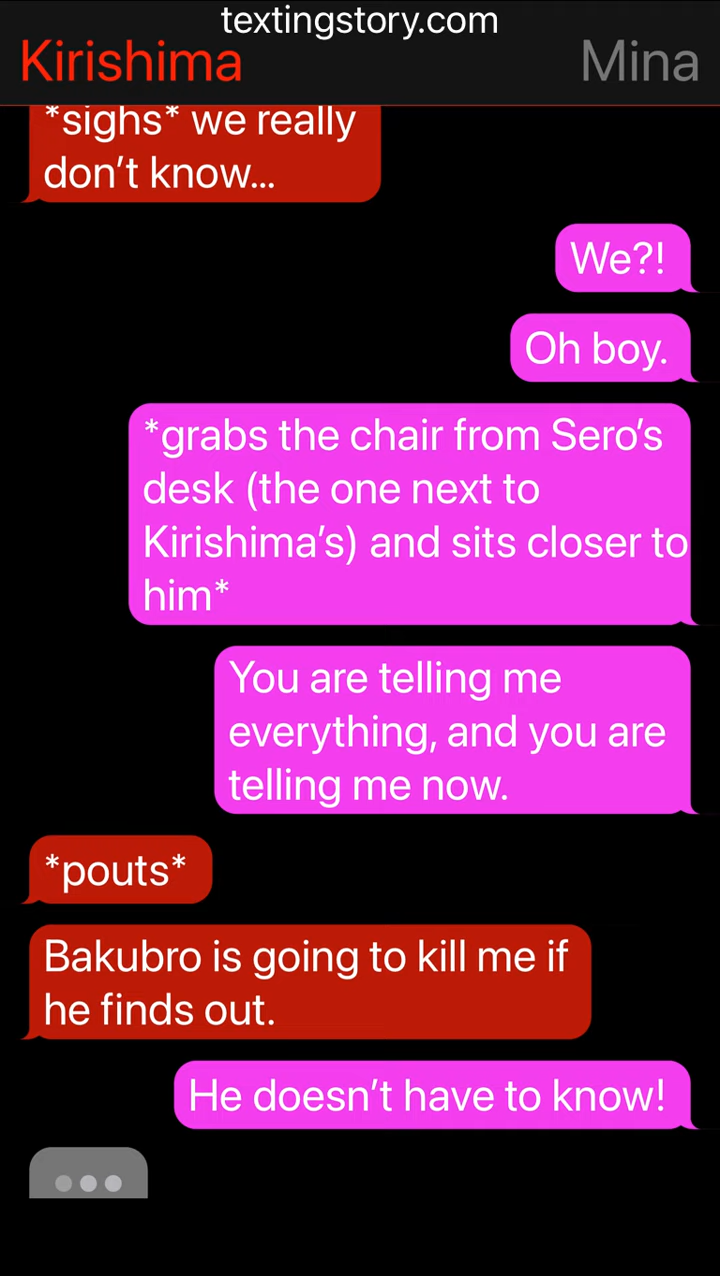 textingstory.com
Kirishima
Mina
*sighs* we really
don’t know...
We?!
Oh boy.
*grabs the chair from Sero’s
desk (the one next to
Kirishima’s) and sits closer to
him*
You are telling me
everything, and you are
telling me now.
*pouts*
Bakubro is going to kill me if
he finds out.
He doesn’t have to know!